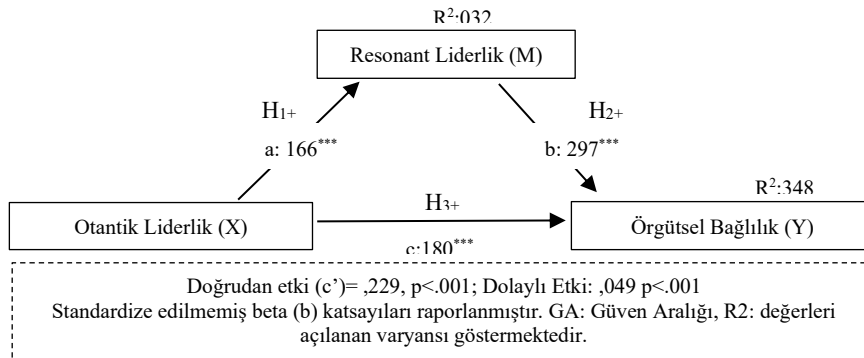 R²:032
Resonant Liderlik (M)
H1+
H2+
a: 166***
b: 297***
R²:348
H3+
Otantik Liderlik (X)
Örgütsel Bağlılık (Y)
c:180***
Doğrudan etki (c’)= ,229, p<.001; Dolaylı Etki: ,049 p<.001
Standardize edilmemiş beta (b) katsayıları raporlanmıştır. GA: Güven Aralığı, R2: değerleri
açılanan varyansı göstermektedir.